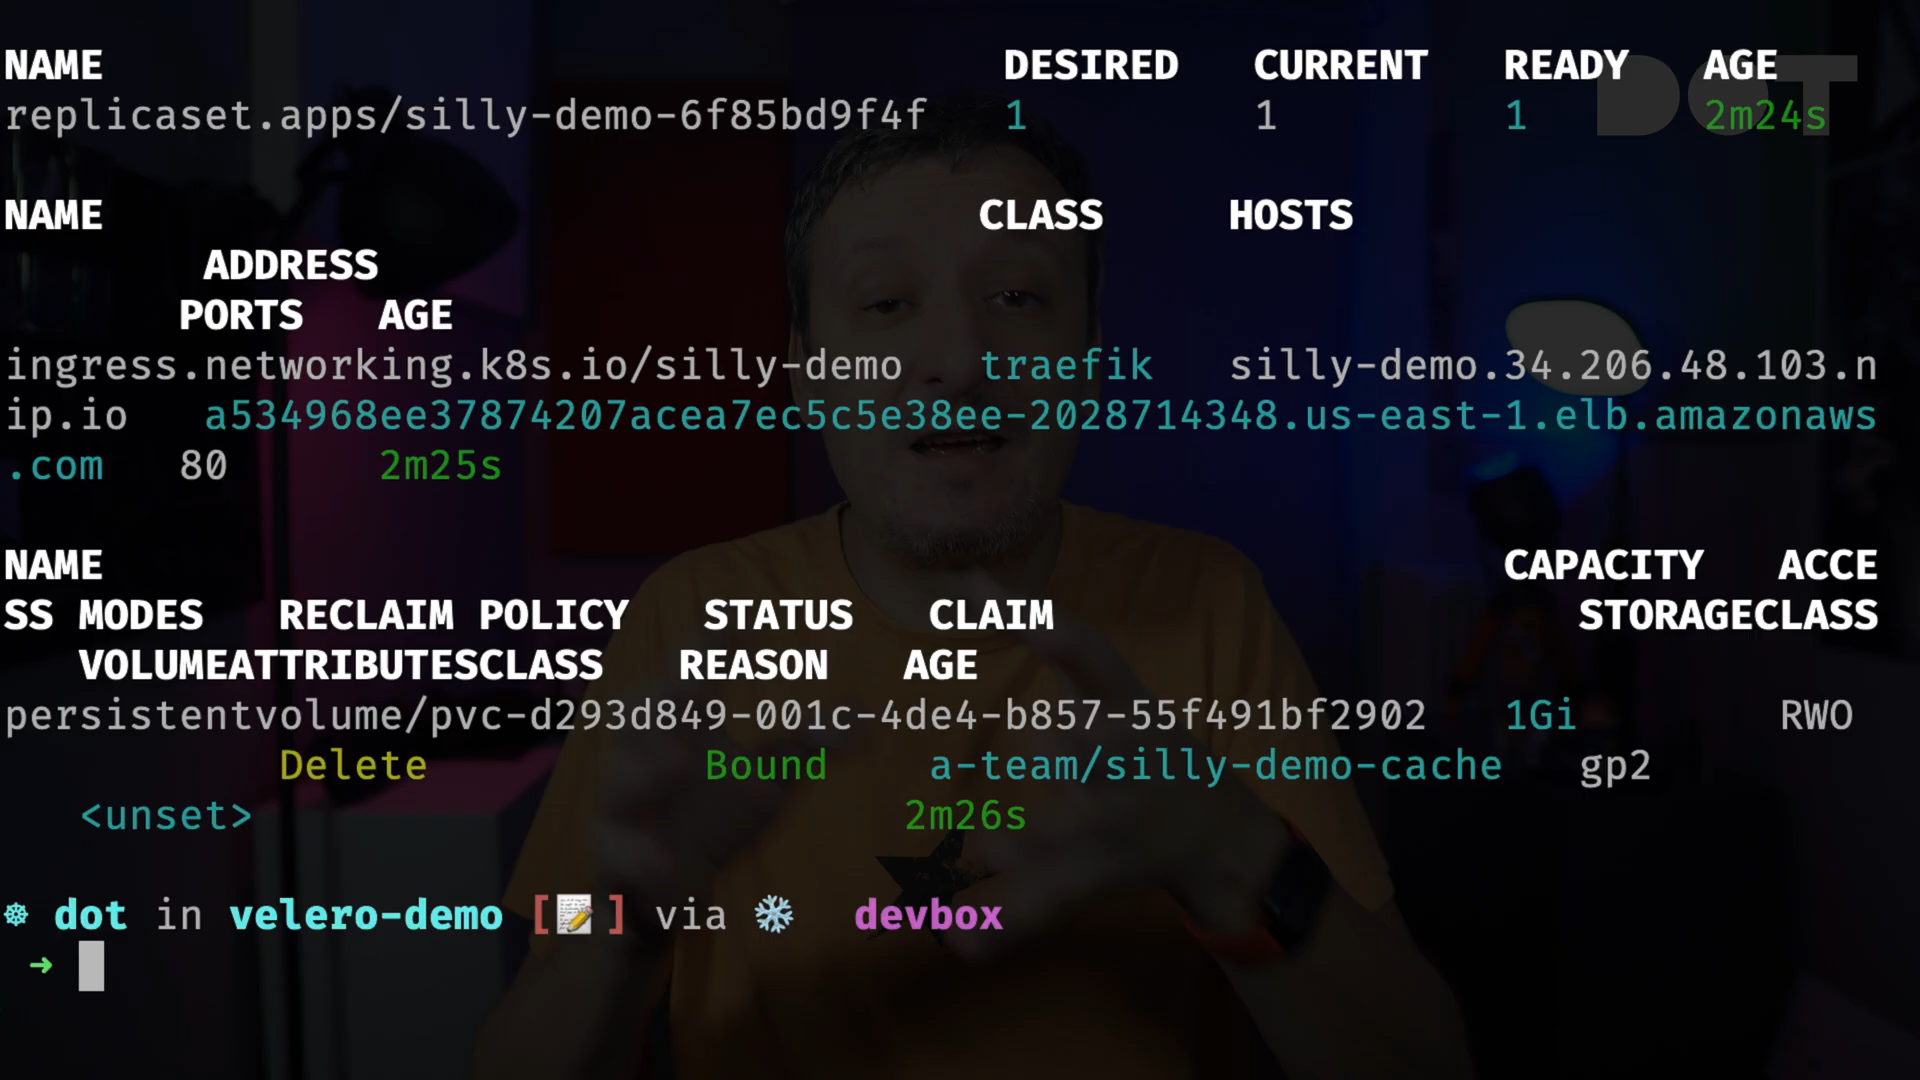 NAME DESIRED CURRENT READY AGE
replicaset.apps/silly-demo-6f85bd9f4f 1 1 1 2m24s
DOT
NAME CLASS HOSTS
ADDRESS
PORTS AGE
ingress.networking.k8s.io/silly-demo traefik silly-demo.34.206.48.103.n
ip.io a534968ee37874207acea7ec5c5e38ee-2028714348.us-east-1.elb.amazonaws
.com 80 2m25s
NAME CAPACITY ACCE
SS MODES RECLAIM POLICY STATUS CLAIM STORAGECLASS
VOLUMEATTRIBUTESCLASS REASON AGE
persistentvolume/pvc-d293d849-001c-4de4-b857-55f491bf2902 1Gi RWO
Delete Bound a-team/silly-demo-cache gp2
<unset> 2m26s
dot in velero-demo [📝] via ❄️ devbox
➜